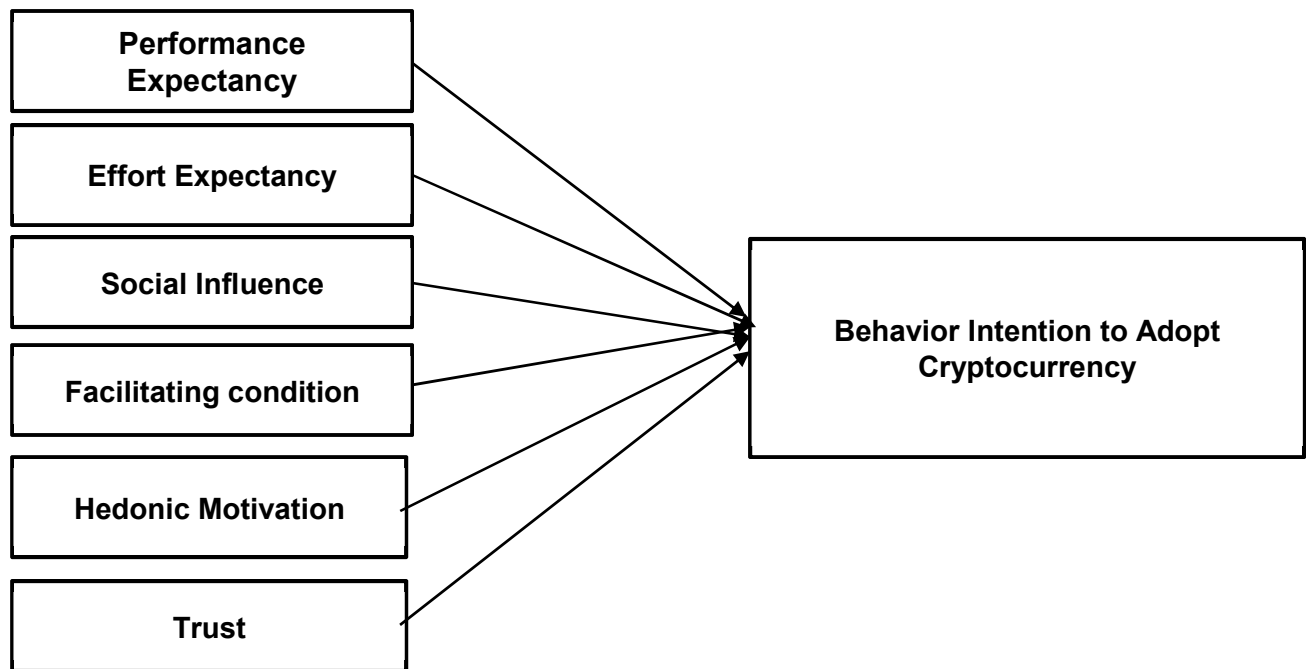 Performance
Expectancy
Effort Expectancy
Social Influence
Facilitating condition
Hedonic Motivation
Trust
Behavior Intention to Adopt
Cryptocurrency